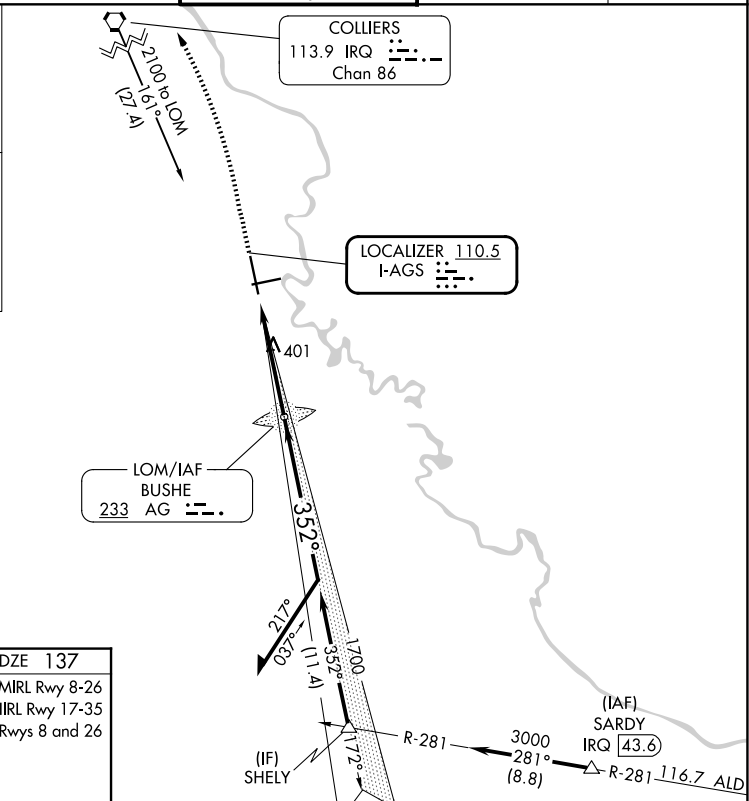 COLLIERS
113.9 IRQ
Chan 86
2100 to LOM
161°
(27.4)
LOCALIZER 110.5
I-AGS
401
LOM/IAF
BUSHE
233 AG
352°
217°
037°
1700
352°
(11.4)
172°
(IF)
SHELY
R-281
3000
281°
(8.8)
(IAF)
SARDY
IRQ 43.6
R-281 116.7 ALD
DZE 137
MIRL Rwy 8-26
IRL Rwy 17-35
Rwys 8 and 26